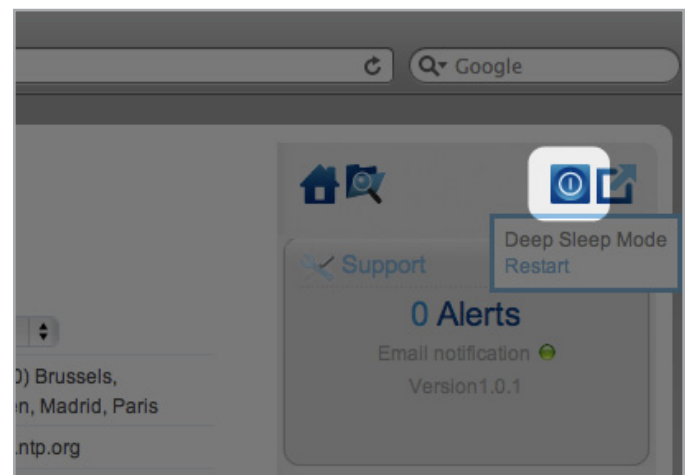 Google
Deep Sleep Mode
Restart
Support
0 Alerts
Email notification
Version1.0.1
0) Brussels,
en, Madrid, Paris
.ntp.org